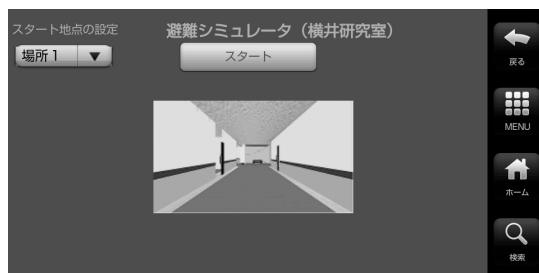 スタート地点の設定
避難シミュレータ（横井研究室）
場所1
スタート
戻る
MENU
ホーム
検索